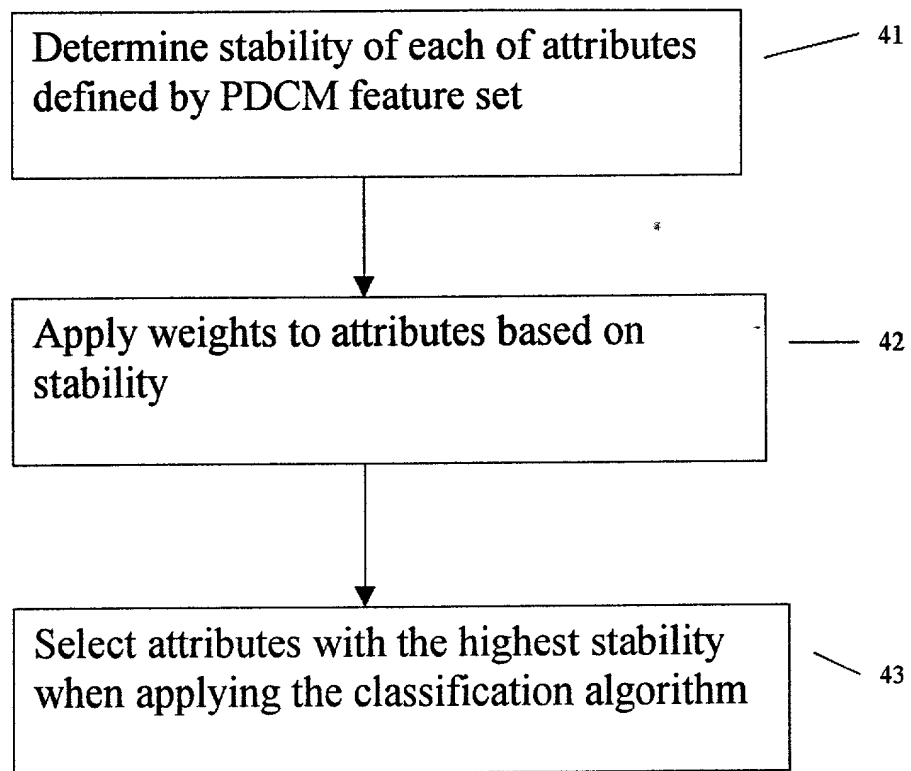 Determine stability of each of attributes
defined by PDCM feature set
41
Apply weights to attributes based on
stability
42
Select attributes with the highest stability
when applying the classification algorithm
43